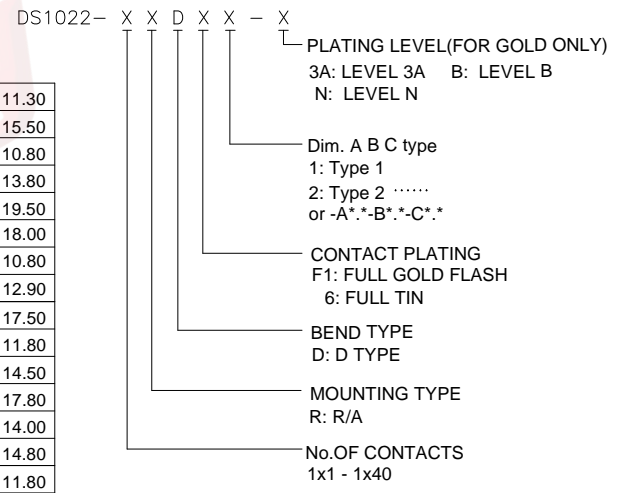 DS1022- X X D X X - X
PLATING LEVEL(FOR GOLD ONLY)
3A: LEVEL 3A B: LEVEL B
N: LEVEL N
Dim. A B C type
1: Type 1
2: Type 2 ······
or -A*.*-B*.*-C*.*
CONTACT PLATING
F1: FULL GOLD FLASH
6: FULL TIN
BEND TYPE
D: D TYPE
MOUNTING TYPE
R: R/A
No.OF CONTACTS
1x1 - 1x40
11.30
15.50
10.80
13.80
19.50
18.00
10.80
12.90
17.50
11.80
14.50
17.80
14.00
14.80
11.80